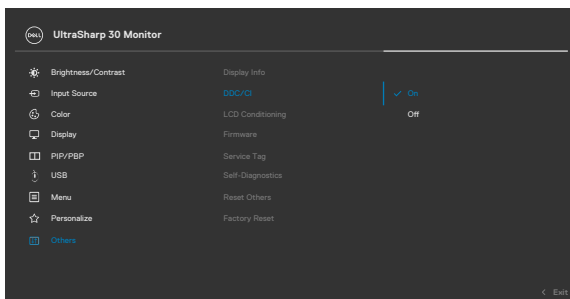 DELL UltraSharp 30 Monitor
Brightness/Contrast
Input Source
Color
Display
PIP/PBP
USB
Menu
Personalize
Others
Display Info
DDC/CI
LCD Conditioning
Firmware
Service Tag
Self-Diagnostics
Reset Others
Factory Reset
On
Off
Exit